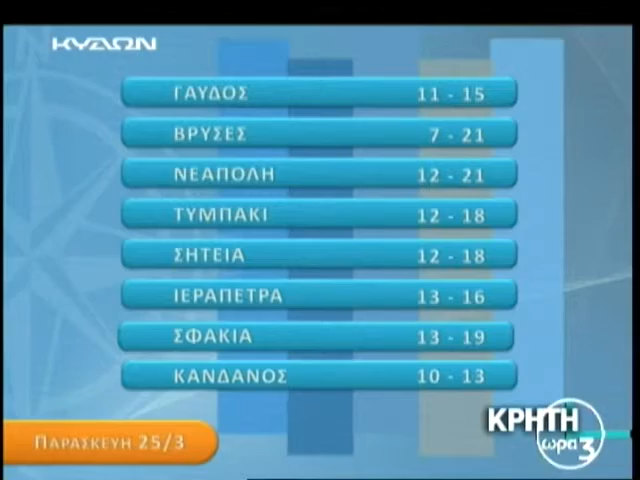 ΚΥΔΩΝ
ΓΑΥΔΟΣ 11 - 15
ΒΡΥΣΕΣ 7 - 21
ΝΕΑΠΟΛΗ 12 - 21
ΤΥΜΠΑΚΙ 12 - 18
ΣΗΤΕΙΑ 12 - 18
ΙΕΡΑΠΕΤΡΑ 13 - 16
ΣΦΑΚΙΑ 13 - 19
ΚΑΝΔΑΝΟΣ 10 - 13
ΠΑΡΑΣΚΕΥΗ 25/3
ΚΡΗΤΗ
ωρα 3